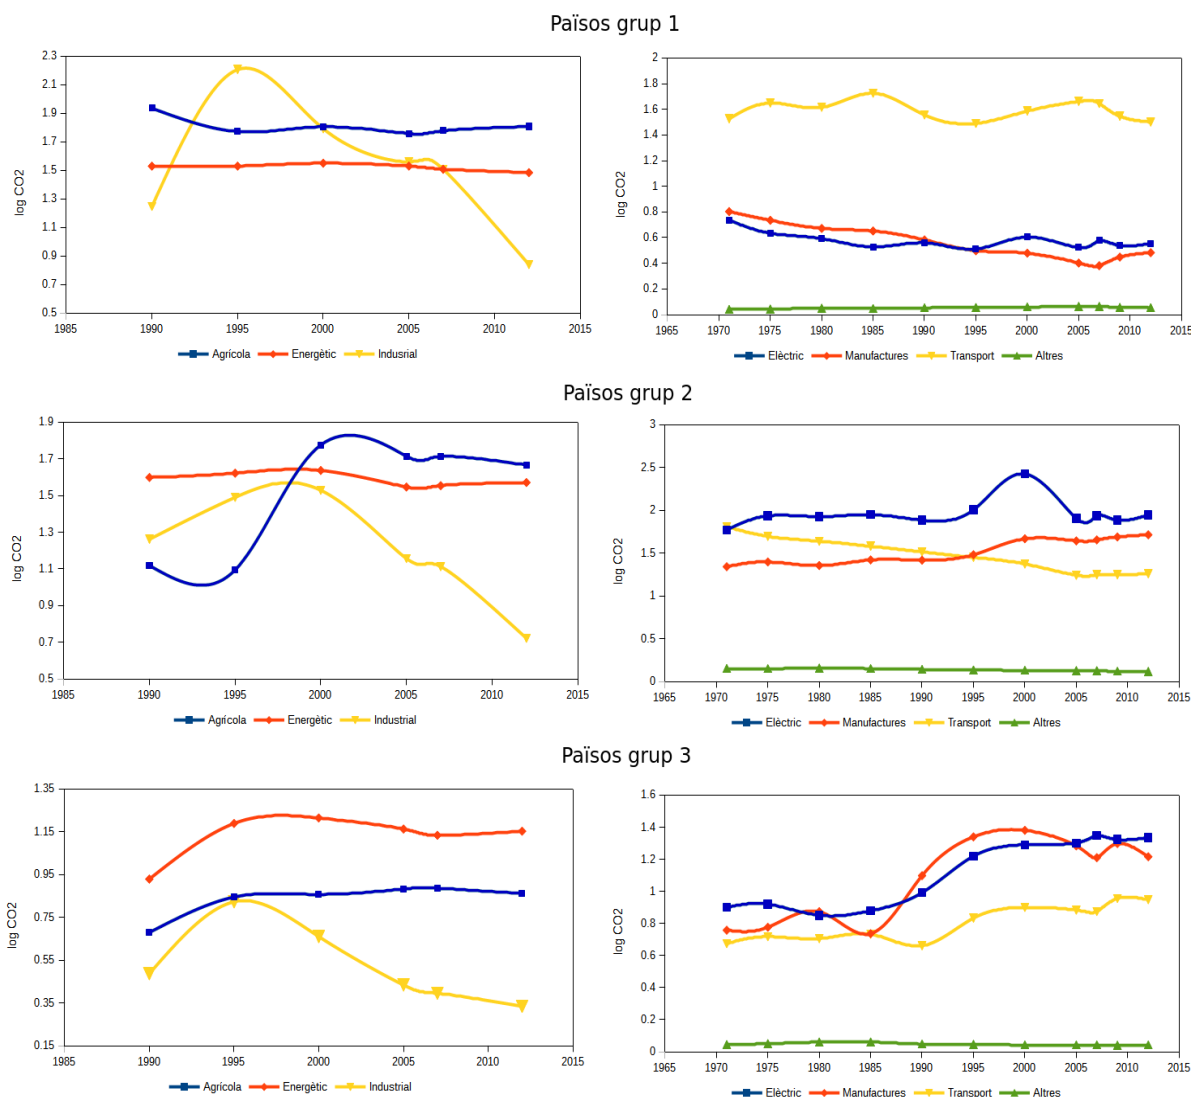 Països grup 1
2.3
2.1
1.9
1.7
1.5
1.3
1.1
0.9
0.7
0.5
log CO2
1985 1990 1995 2000 2005 2010 2015
Agrícola Energètic Indusrial
2
1.8
1.6
1.4
1.2
1
0.8
0.6
0.4
0.2
0
log CO2
1965 1970 1975 1980 1985 1990 1995 2000 2005 2010 2015
Elèctric Manufactures Transport Altres
Països grup 2
1.9
1.7
1.5
1.3
1.1
0.9
0.7
0.5
log CO2
1985 1990 1995 2000 2005 2010 2015
Agrícola Energètic Industrial
3
2.5
2
1.5
1
0.5
0
log CO2
1965 1970 1975 1980 1985 1990 1995 2000 2005 2010 2015
Elèctric Manufactures Transport Altres
Països grup 3
1.35
1.15
0.95
0.75
0.55
0.35
0.15
log CO2
1985 1990 1995 2000 2005 2010 2015
Agrícola Energètic Industrial
1.6
1.4
1.2
1
0.8
0.6
0.4
0.2
0
log CO2
1965 1970 1975 1980 1985 1990 1995 2000 2005 2010 2015
Elèctric Manufactures Transport Altres